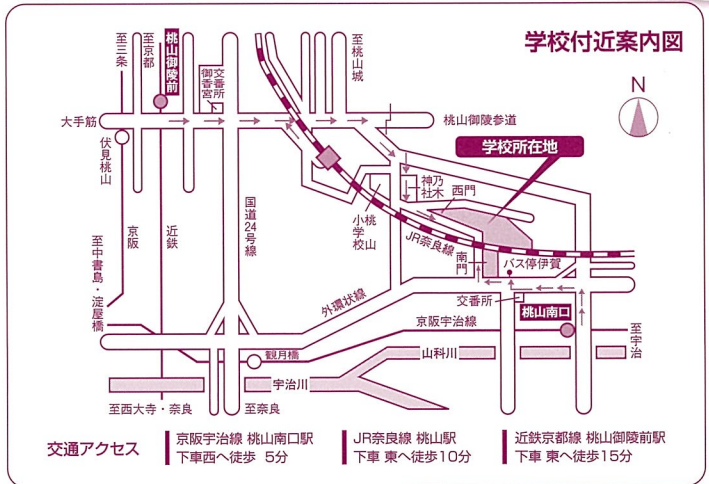 学校付近案内図
N
至三条
至京都
桃山御陵前
御香宮
交番所
至桃山城
大手筋
桃山御陵参道
学校所在地
伏見桃山
乃木神社
西門
桃山小学校
国道24号線
近鉄
京阪
至中書島・淀屋橋
JR奈良線
南門
バス停伊賀
外環状線
交番所
桃山南口
京阪宇治線
至宇治
観月橋
山科川
宇治川
至西大寺・奈良
至奈良
交通アクセス
京阪宇治線 桃山南口駅
下車西へ徒歩 5分
JR奈良線 桃山駅
下車 東へ徒歩10分
近鉄京都線 桃山御陵前駅
下車 東へ徒歩15分